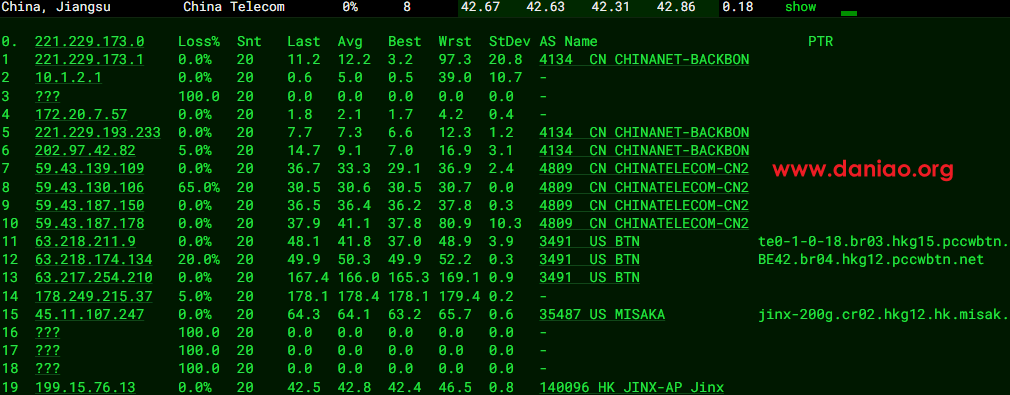 China, Jiangsu China Telecom 0% 8 42.67 42.63 42.31 42.86 0.18 show
0. 221.229.173.0 Loss% Snt Last Avg Best Wrst StDev AS Name PTR
1 221.229.173.1 0.0% 20 11.2 12.2 3.2 97.3 20.8 4134 CN CHINANET-BACKBON
2 10.1.2.1 0.0% 20 0.6 5.0 0.5 39.0 10.7 -
3 ??? 100.0 20 0.0 0.0 0.0 0.0 0.0 -
4 172.20.7.57 0.0% 20 1.8 2.1 1.7 4.2 0.4 -
5 221.229.193.233 0.0% 20 7.7 7.3 6.6 12.3 1.2 4134 CN CHINANET-BACKBON
6 202.97.42.82 5.0% 20 14.7 9.1 7.0 16.9 3.1 4134 CN CHINANET-BACKBON
7 59.43.139.109 0.0% 20 36.7 33.3 29.1 36.9 2.4 4809 CN CHINATELECOM-CN2
www.daniao.org
8 59.43.130.106 65.0% 20 30.5 30.6 30.5 30.7 0.0 4809 CN CHINATELECOM-CN2
9 59.43.187.150 0.0% 20 36.5 36.4 36.2 37.8 0.3 4809 CN CHINATELECOM-CN2
10 59.43.187.178 0.0% 20 37.9 41.1 37.8 80.9 10.3 4809 CN CHINATELECOM-CN2
11 63.218.211.9 0.0% 20 48.1 41.8 37.0 48.9 3.9 3491 US BTN te0-1-0-18.br03.hkg15.pccwbtn.
12 63.218.174.134 20.0% 20 49.9 50.3 49.9 52.2 0.3 3491 US BTN BE42.br04.hkg12.pccwbtn.net
13 63.217.254.210 0.0% 20 167.4 166.0 165.3 169.1 0.9 3491 US BTN
14 178.249.215.37 5.0% 20 178.1 178.4 178.1 179.4 0.2 -
15 45.11.107.247 0.0% 20 64.3 64.1 63.2 65.7 0.6 35487 US MISAKA jinx-200g.cr02.hkg12.hk.misak.
16 ??? 100.0 20 0.0 0.0 0.0 0.0 0.0 -
17 ??? 100.0 20 0.0 0.0 0.0 0.0 0.0 -
18 ??? 100.0 20 0.0 0.0 0.0 0.0 0.0 -
19 199.15.76.13 0.0% 20 42.5 42.8 42.4 46.5 0.8 140096 HK JINX-AP Jinx